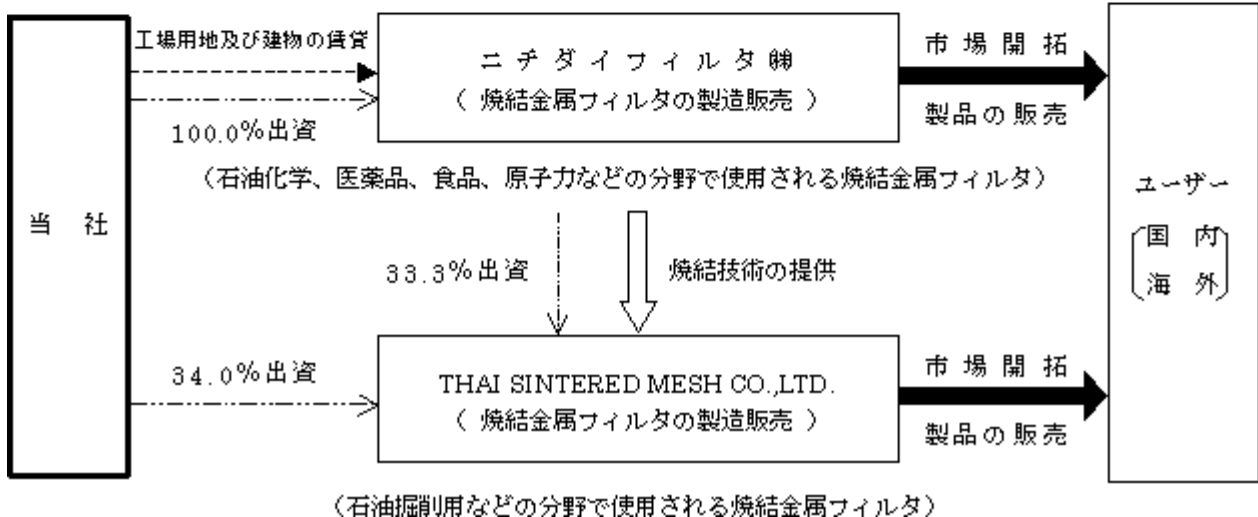 工場用地及び建物の賃貸
100.0%出資
当 社
ニ チ ダ イ フ ィ ル タ ㈱
( 焼結金属フィルタの製造販売 )
市 場 開 拓
製品の販売
(石油化学、医薬品、食品、原子力などの分野で使用される焼結金属フィルタ)
ユーザー
国 内
海 外
33.3%出資
焼結技術の提供
34.0%出資
THAI SINTERED MESH CO.,LTD.
( 焼結金属フィルタの製造販売 )
市 場 開 拓
製品の販売
(石油掘削用などの分野で使用される焼結金属フィルタ)